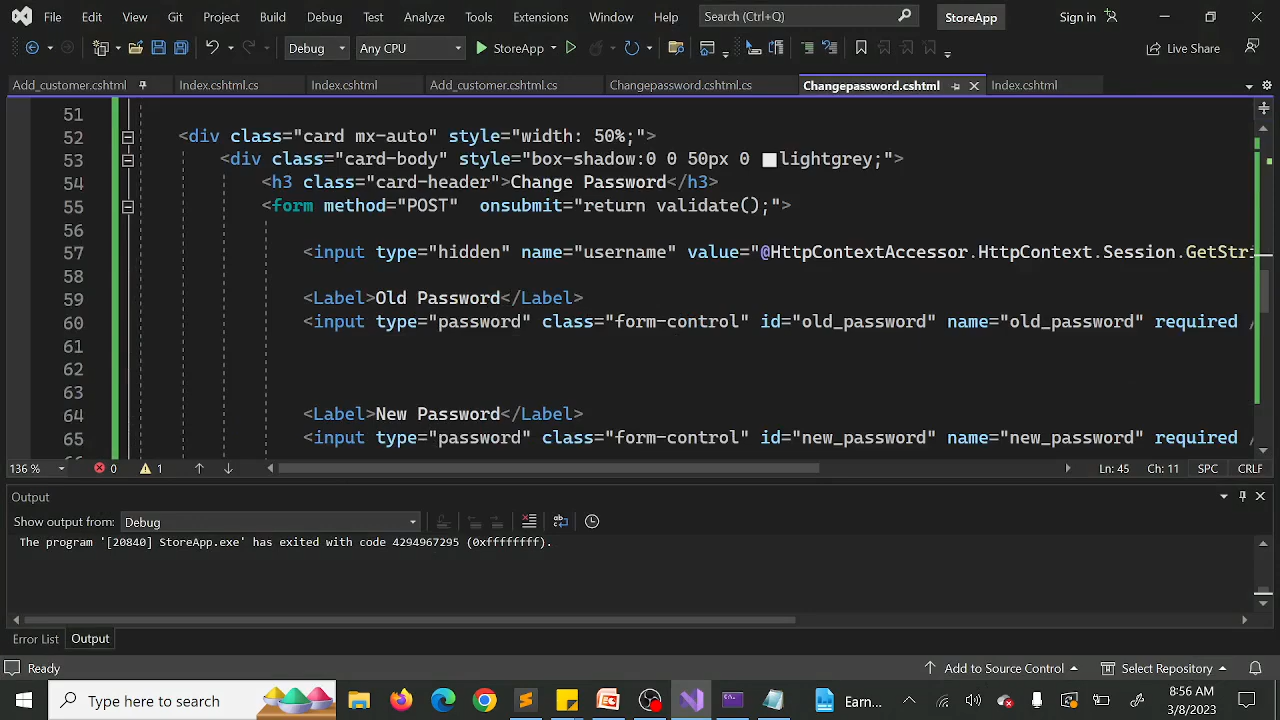 File Edit View Git Project Build Debug Test Analyze Tools Extensions Window Help Search (Ctrl+Q) StoreApp Sign in
Debug Any CPU StoreApp Live Share
Add_customer.cshtml Index.cshtml.cs Index.cshtml Add_customer.cshtml.cs Changepassword.cshtml.cs Changepassword.cshtml Index.cshtml
51
52 <div class="card mx-auto" style="width: 50%;">
53 <div class="card-body" style="box-shadow:0 0 50px 0 lightgrey;">
54 <h3 class="card-header">Change Password</h3>
55 <form method="POST"  onsubmit="return validate();">
56
57 <input type="hidden" name="username" value="@HttpContextAccessor.HttpContext.Session.GetStri
58
59 <Label>Old Password</Label>
60 <input type="password" class="form-control" id="old_password" name="old_password" required /
61
62
63
64 <Label>New Password</Label>
65 <input type="password" class="form-control" id="new_password" name="new_password" required /
66
136 % 0 1 Ln: 45 Ch: 11 SPC CRLF
Output
Show output from: Debug
The program '[20840] StoreApp.exe' has exited with code 4294967295 (0xffffffff).
Error List Output
Ready Add to Source Control Select Repository
Type here to search Earn... 8:56 AM
3/8/2023